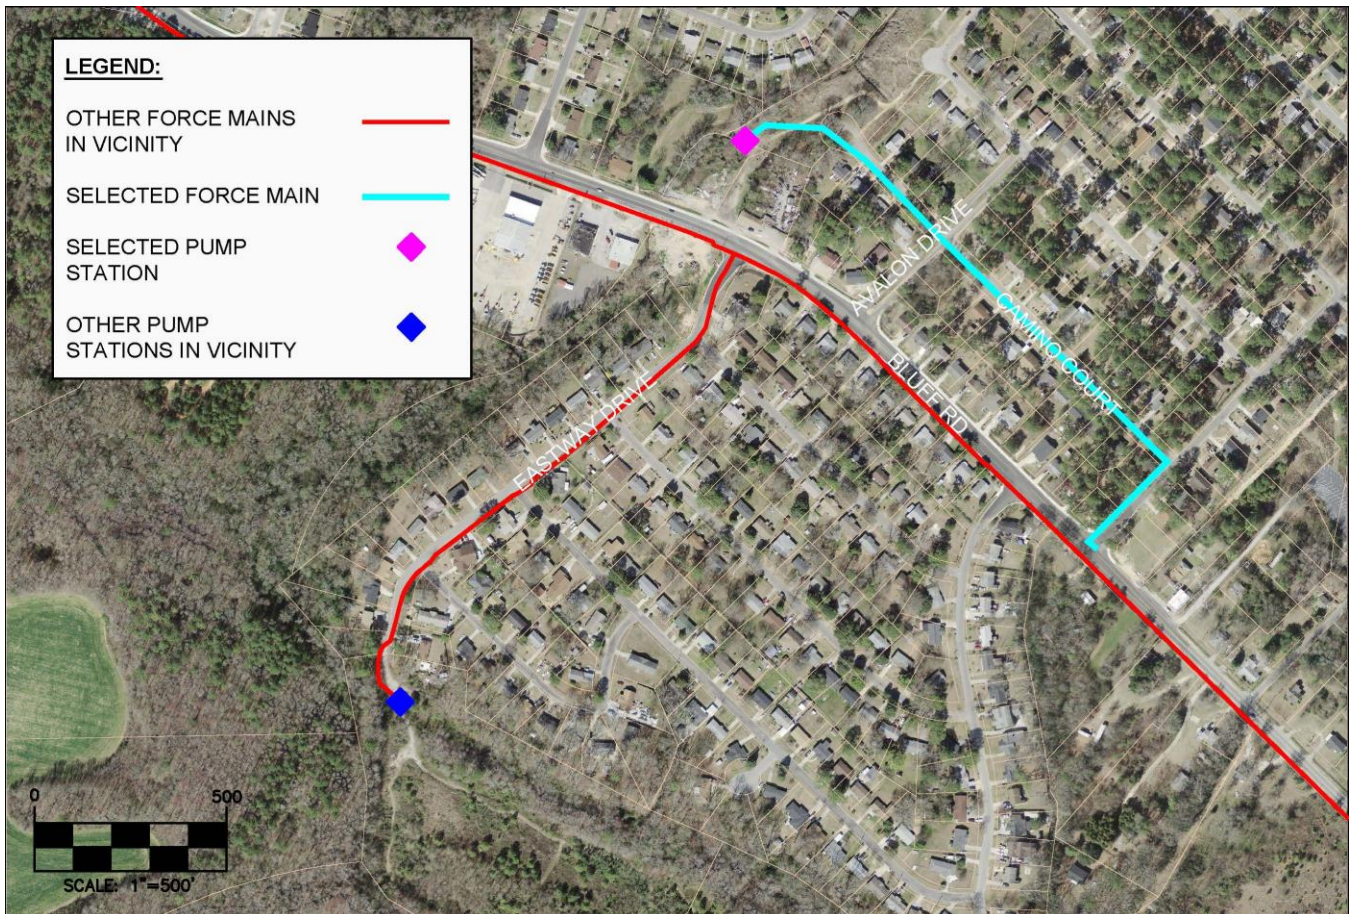 LEGEND:
OTHER FORCE MAINS
IN VICINITY
SELECTED FORCE MAIN
SELECTED PUMP
STATION
OTHER PUMP
STATIONS IN VICINITY
AVALON DRIVE
CAMINO COURT
BLUFF RD
EASTWAY DRIVE
0 500
SCALE: 1"=500'